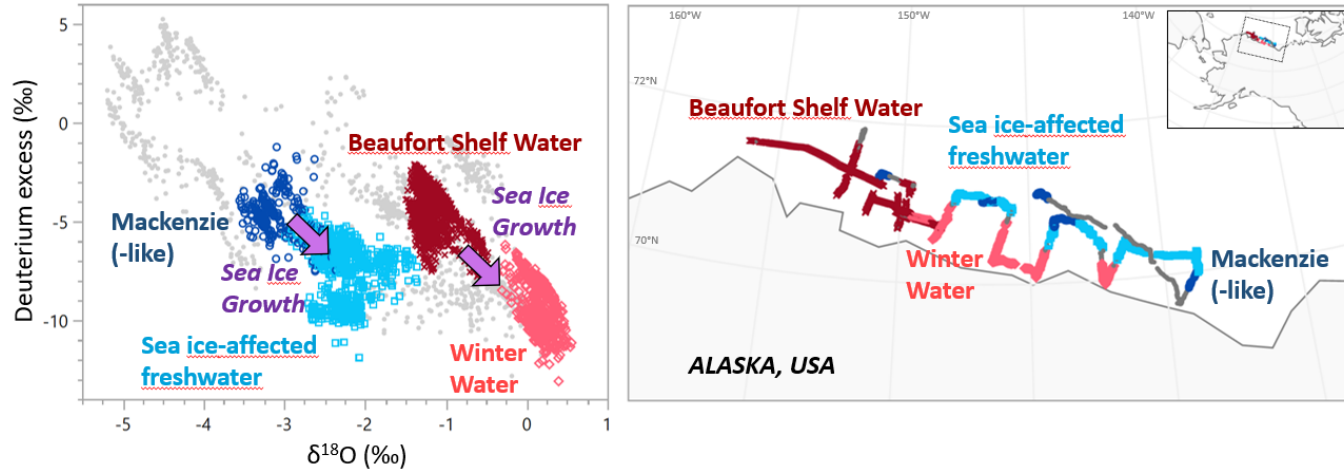 5
0
-5
-10
Deuterium excess (‰)
-5
-4
-3
-2
-1
0
1
δ18O (‰)
Beaufort Shelf Water
Sea Ice
Growth
Mackenzie
(-like)
Sea Ice
Growth
Sea ice-affected
freshwater
Winter
Water
160°W
150°W
140°W
72°N
70°N
Beaufort Shelf Water
Sea ice-affected
freshwater
Winter
Water
Mackenzie
(-like)
ALASKA, USA